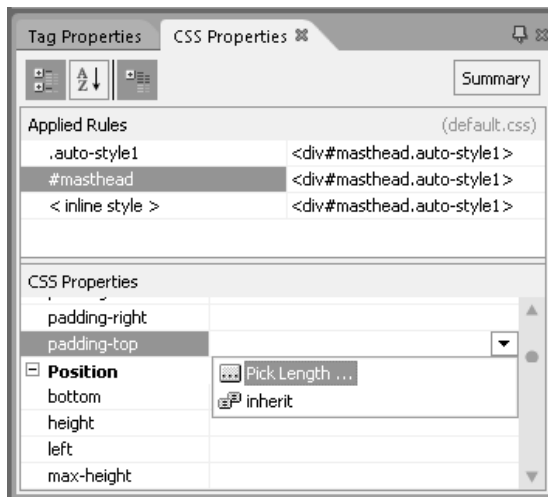 Tag Properties CSS Properties
Summary
Applied Rules (default.css)
.auto-style1 <div#masthead.auto-style1>
#masthead <div#masthead.auto-style1>
< inline style > <div#masthead.auto-style1>
CSS Properties
padding-right
padding-top
Pick Length ...
Position
bottom inherit
height
left
max-height